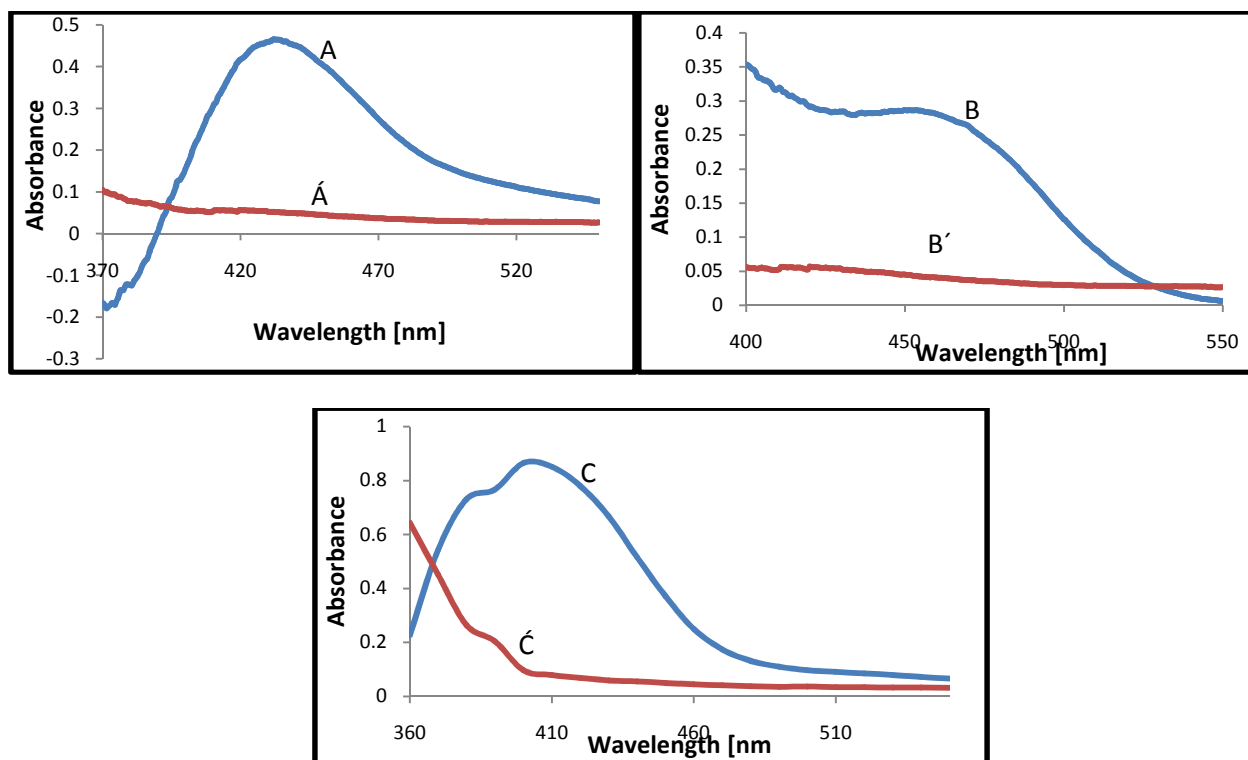 0.5
0.4
0.3
0.2
0.1
0
-0.1
-0.2
-0.3
370 420 470 520
Absorbance
Wavelength [nm]
A
Á
0.4
0.35
0.3
0.25
0.2
0.15
0.1
0.05
0
400 450 500 550
Absorbance
Wavelength [nm]
B
B´
1
0.8
0.6
0.4
0.2
0
360 410 460 510
Absorbance
Wavelength [nm
C
Ć